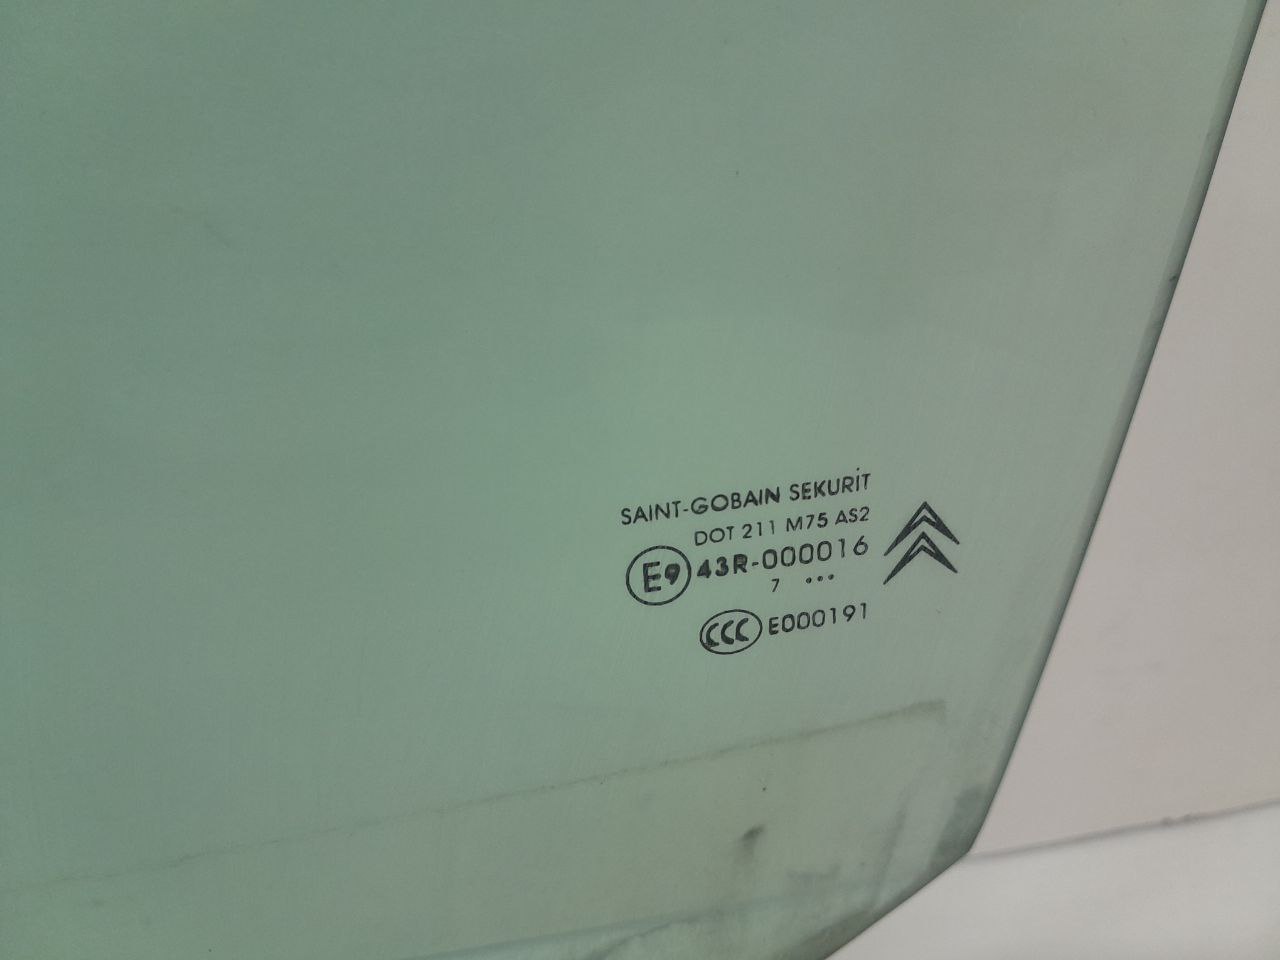 SAINT-GOBAIN SEKURIT
DOT 211 M75 AS2
E9 43R-000016
7 •••
CCC E000191